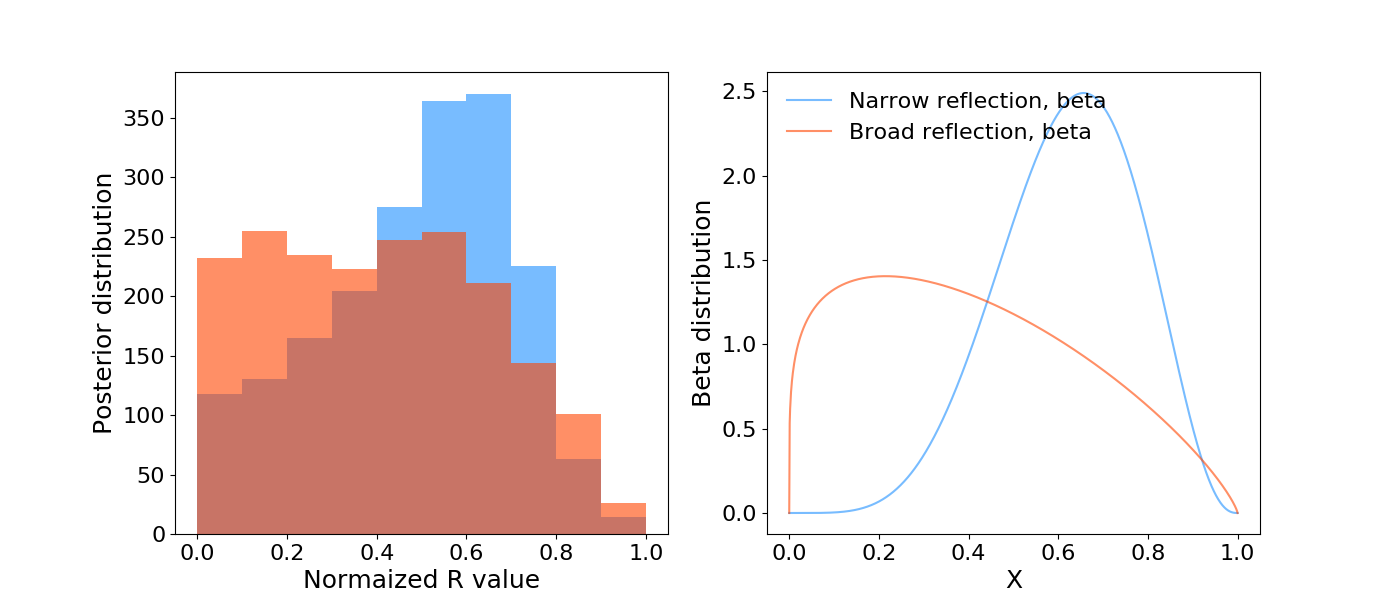 Posterior distribution
350
300
250
200
150
100
50
0
0.0 0.2 0.4 0.6 0.8 1.0
Normaized R value
Beta distribution
2.5
2.0
1.5
1.0
0.5
0.0
Narrow reflection, beta
Broad reflection, beta
0.0 0.2 0.4 0.6 0.8 1.0
X